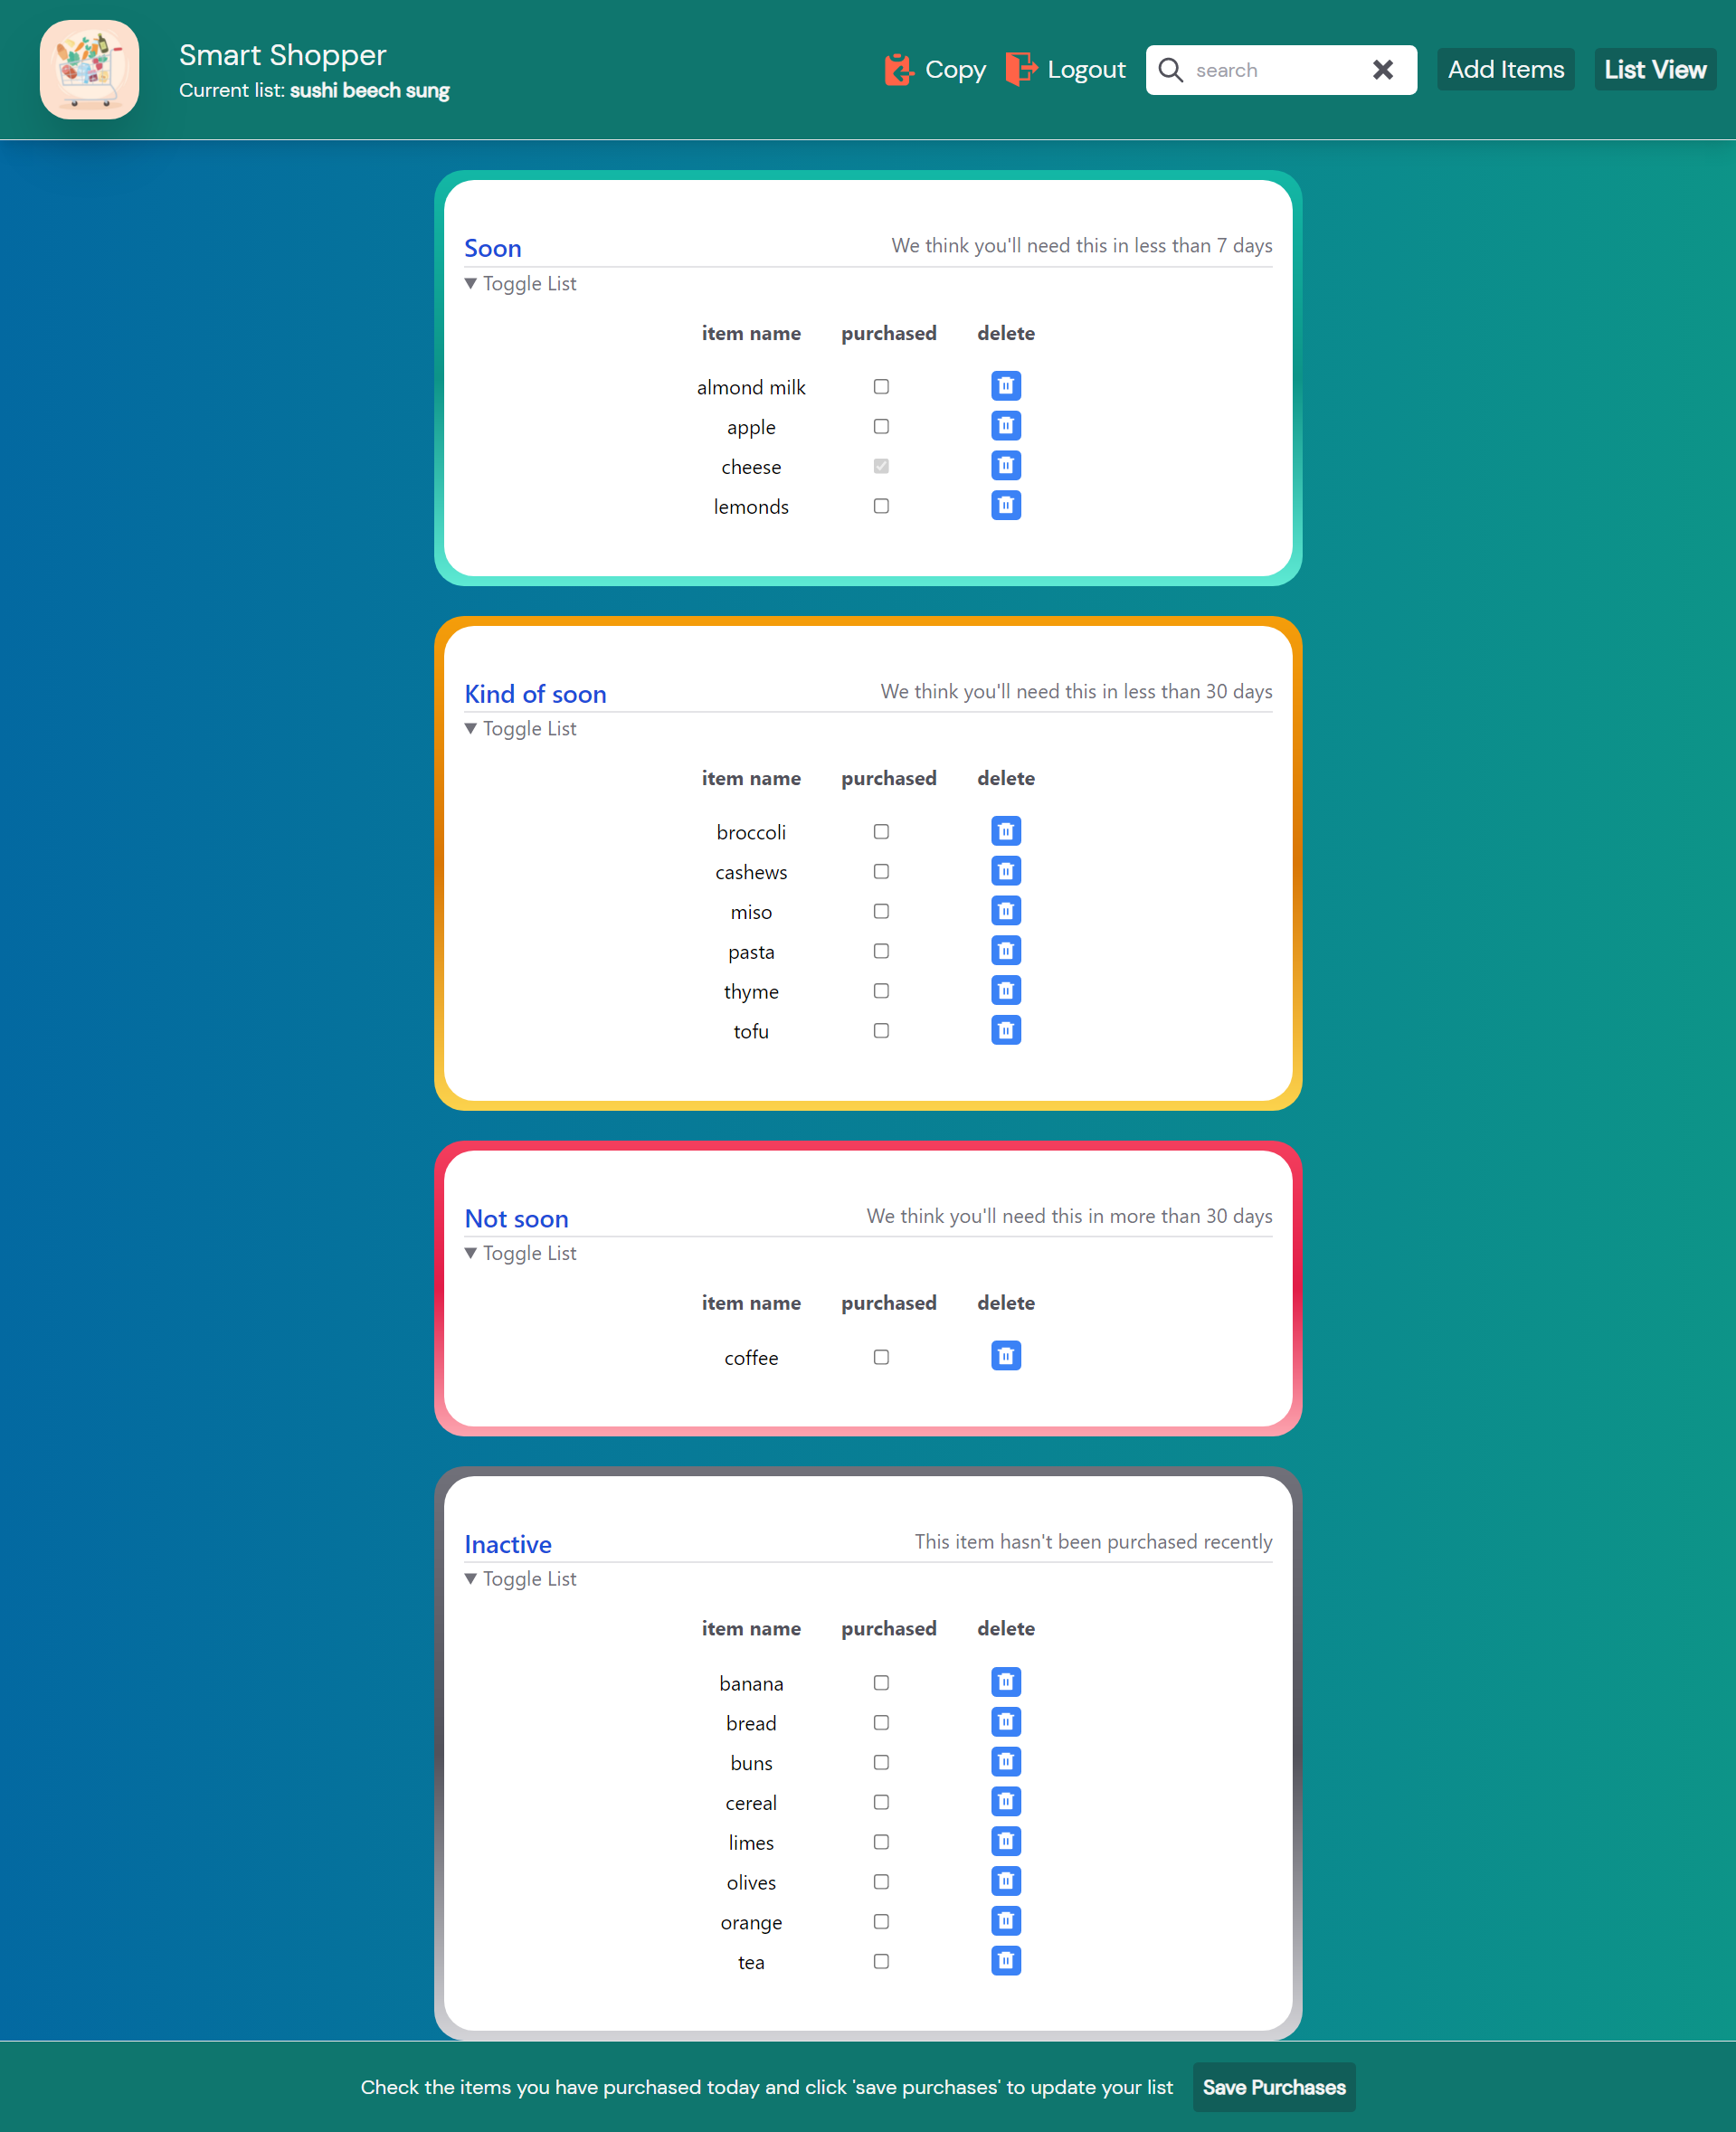 Smart Shopper
Current list: sushi beech sung
Copy
Logout
search
Add Items
List View
Soon
We think you'll need this in less than 7 days
▼ Toggle List
item name purchased delete
almond milk
apple
cheese
lemonds
Kind of soon
We think you'll need this in less than 30 days
▼ Toggle List
item name purchased delete
broccoli
cashews
miso
pasta
thyme
tofu
Not soon
We think you'll need this in more than 30 days
▼ Toggle List
item name purchased delete
coffee
Inactive
This item hasn't been purchased recently
▼ Toggle List
item name purchased delete
banana
bread
buns
cereal
limes
olives
orange
tea
Check the items you have purchased today and click 'save purchases' to update your list
Save Purchases